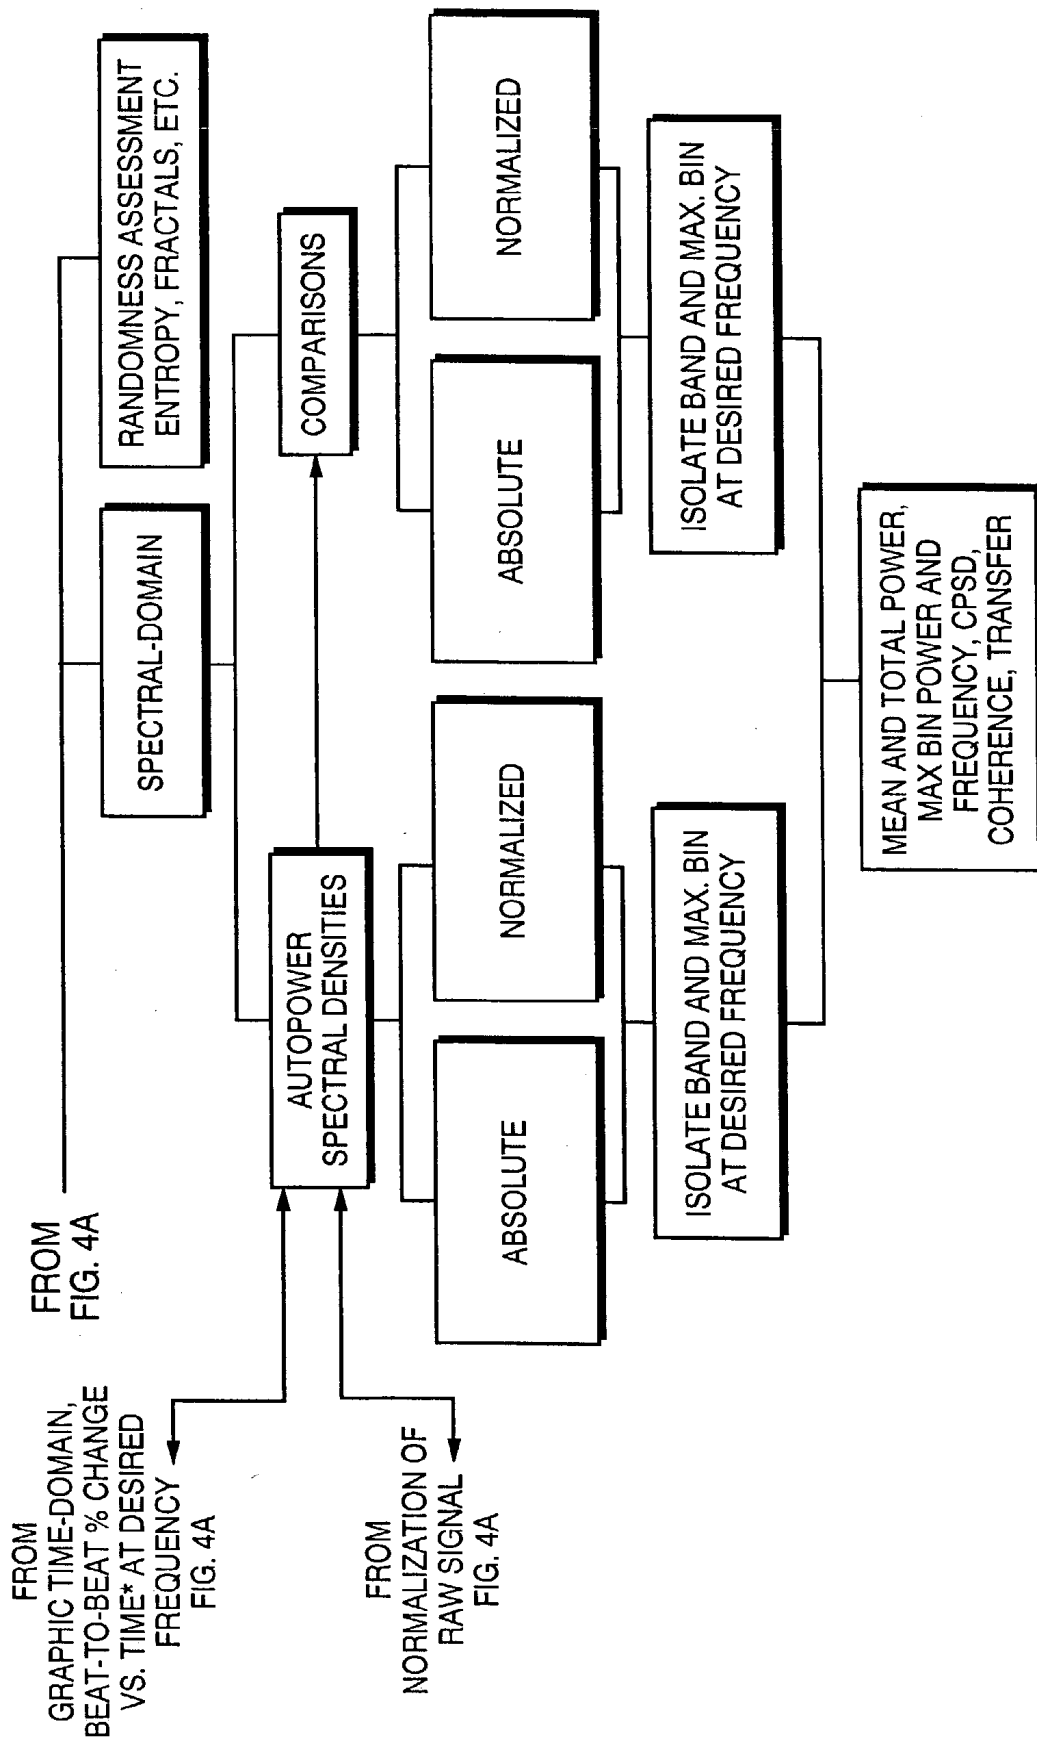 FROM
FIG. 4A
SPECTRAL-DOMAIN
RANDOMNESS ASSESSMENT
ENTROPY, FRACTALS, ETC.
FROM
GRAPHIC TIME-DOMAIN,
BEAT-TO-BEAT % CHANGE
VS. TIME* AT DESIRED
FREQUENCY
FIG. 4A
FROM
NORMALIZATION OF
RAW SIGNAL
FIG. 4A
AUTOPOWER
SPECTRAL DENSITIES
COMPARISONS
ABSOLUTE
NORMALIZED
ABSOLUTE
NORMALIZED
ISOLATE BAND AND MAX. BIN
AT DESIRED FREQUENCY
ISOLATE BAND AND MAX. BIN
AT DESIRED FREQUENCY
MEAN AND TOTAL POWER,
MAX BIN POWER AND
FREQUENCY, CPSD,
COHERENCE, TRANSFER